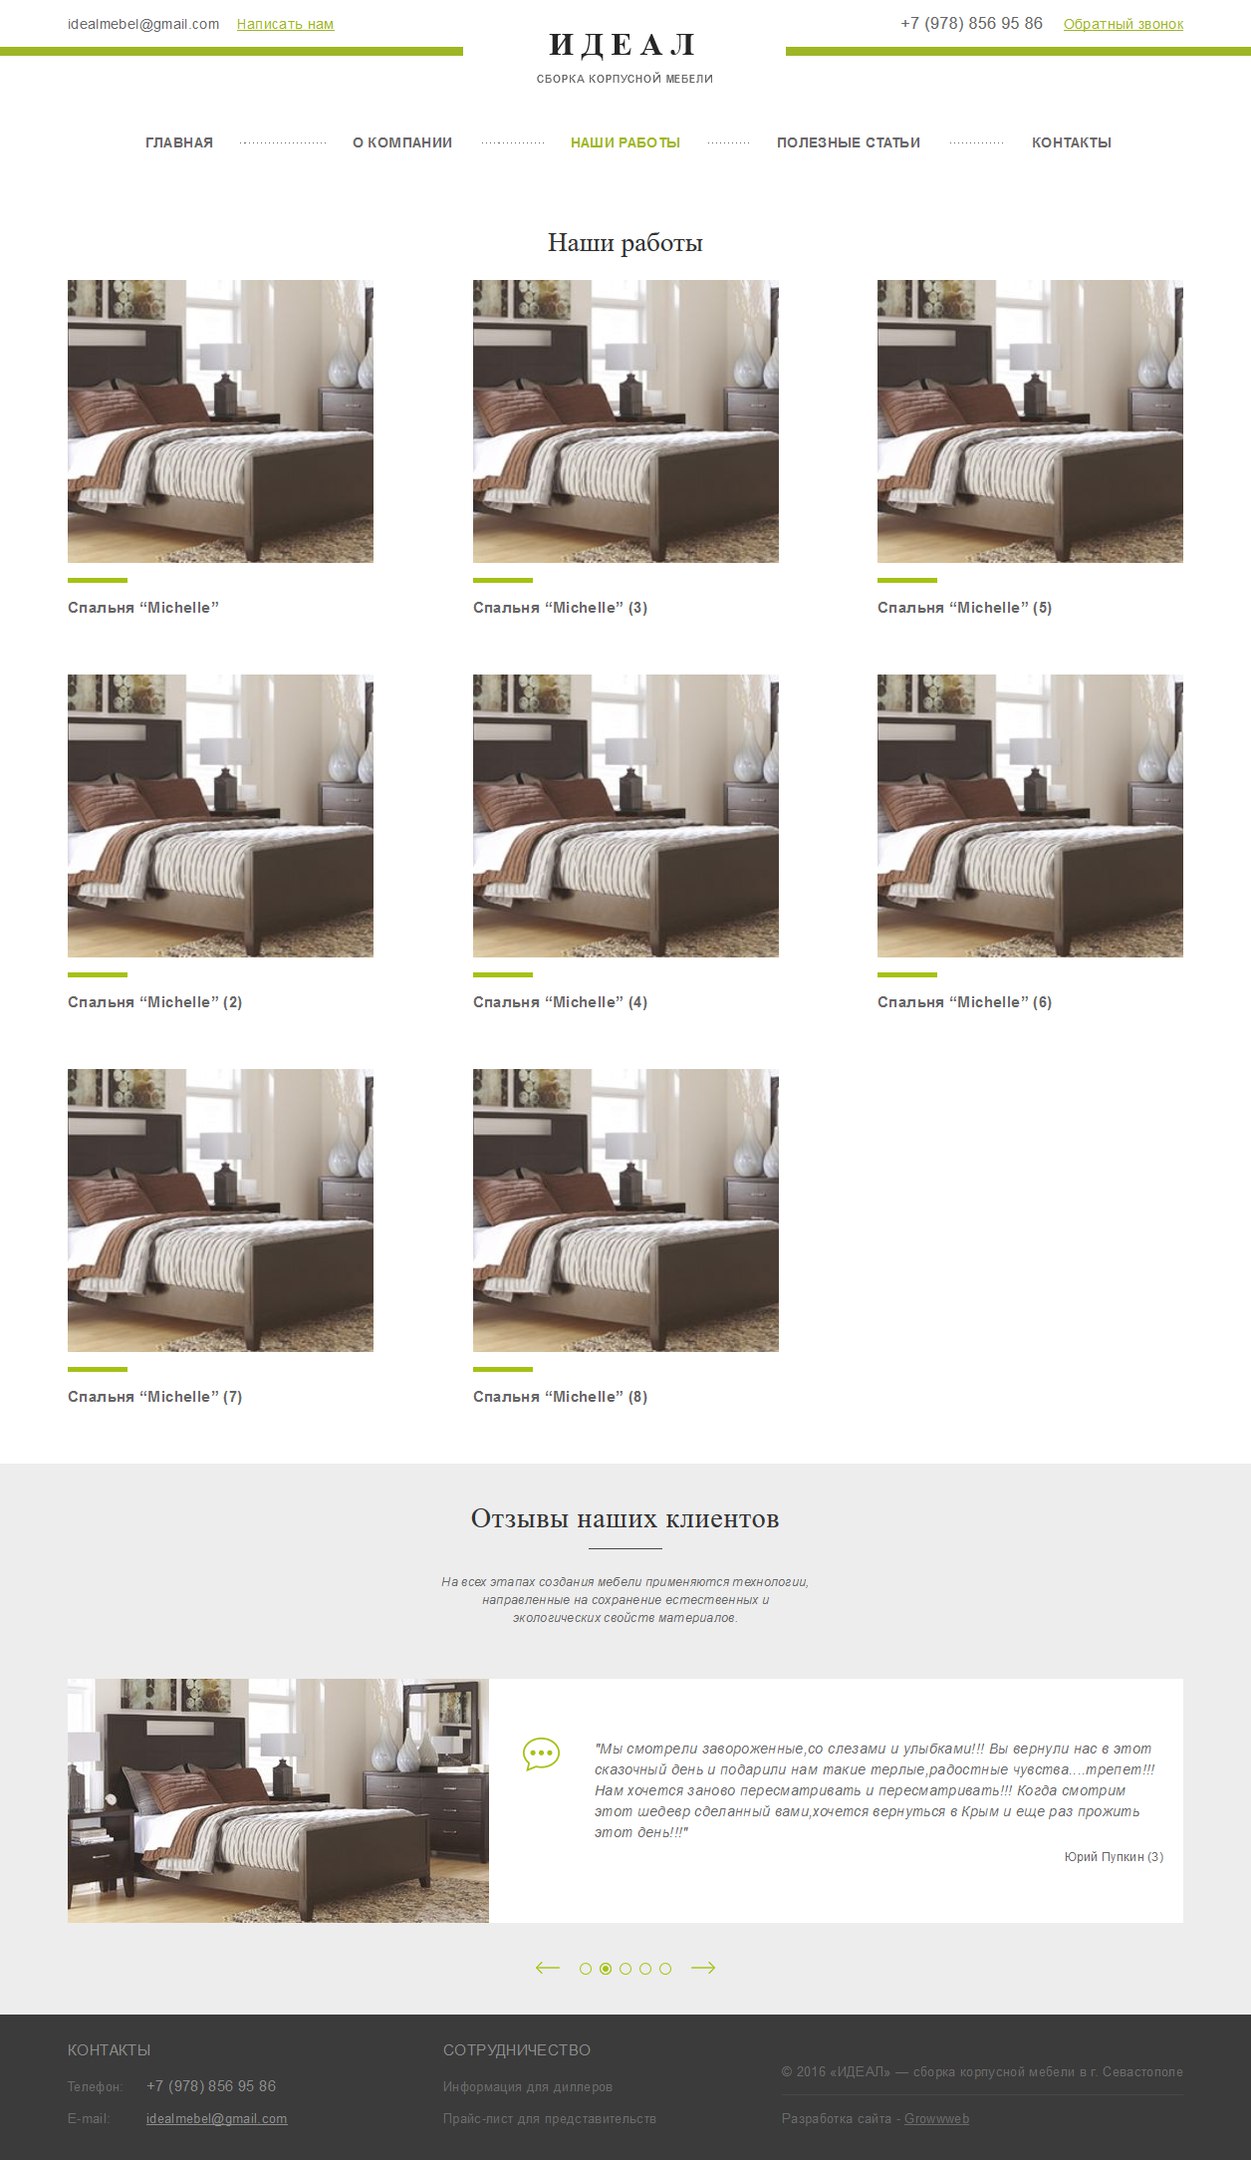 idealmebel@gmail.com Написать нам
+7 (978) 856 95 86 Обратный звонок
ИДЕАЛ
СБОРКА КОРПУСНОЙ МЕБЕЛИ
ГЛАВНАЯ О КОМПАНИИ НАШИ РАБОТЫ ПОЛЕЗНЫЕ СТАТЬИ КОНТАКТЫ
Наши работы
Спальня “Michelle” Спальня “Michelle” (3) Спальня “Michelle” (5)
Спальня “Michelle” (2) Спальня “Michelle” (4) Спальня “Michelle” (6)
Спальня “Michelle” (7) Спальня “Michelle” (8)
Отзывы наших клиентов
На всех этапах создания мебели применяются технологии,
направленные на сохранение естественных и
экологических свойств материалов.
"Мы смотрели завороженные,со слезами и улыбками!!! Вы вернули нас в этот
сказочный день и подарили нам такие терлые,радостные чувства....трепет!!!
Нам хочется заново пересматривать и пересматривать!!! Когда смотрим
этот шедевр сделанный вами,хочется вернуться в Крым и еще раз прожить
этот день!!!"
Юрий Пупкин (3)
КОНТАКТЫ
Телефон: +7 (978) 856 95 86
E-mail: idealmebel@gmail.com
СОТРУДНИЧЕСТВО
Информация для диллеров
Прайс-лист для представительств
© 2016 «ИДЕАЛ» — сборка корпусной мебели в г. Севастополе
Разработка сайта - Growwweb